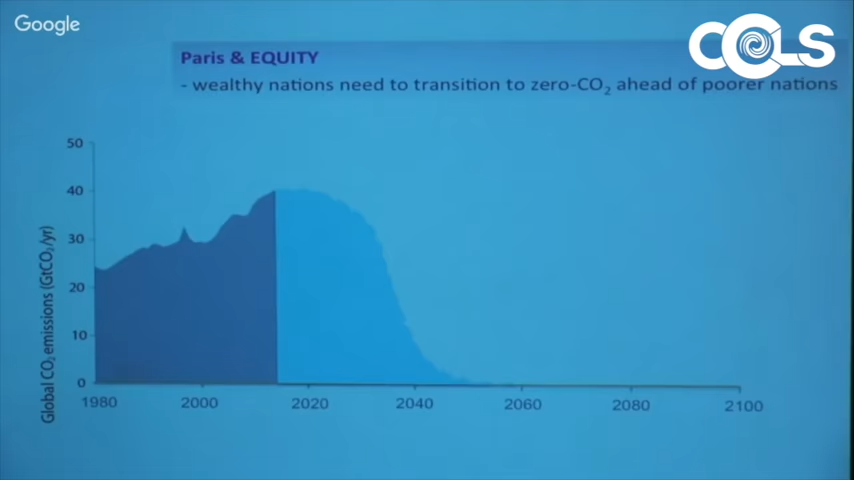 Google
CCLS
Paris & EQUITY
- wealthy nations need to transition to zero-CO₂ ahead of poorer nations
Global CO₂ emissions (GtCO₂/yr)
50
40
30
20
10
0
1980 2000 2020 2040 2060 2080 2100